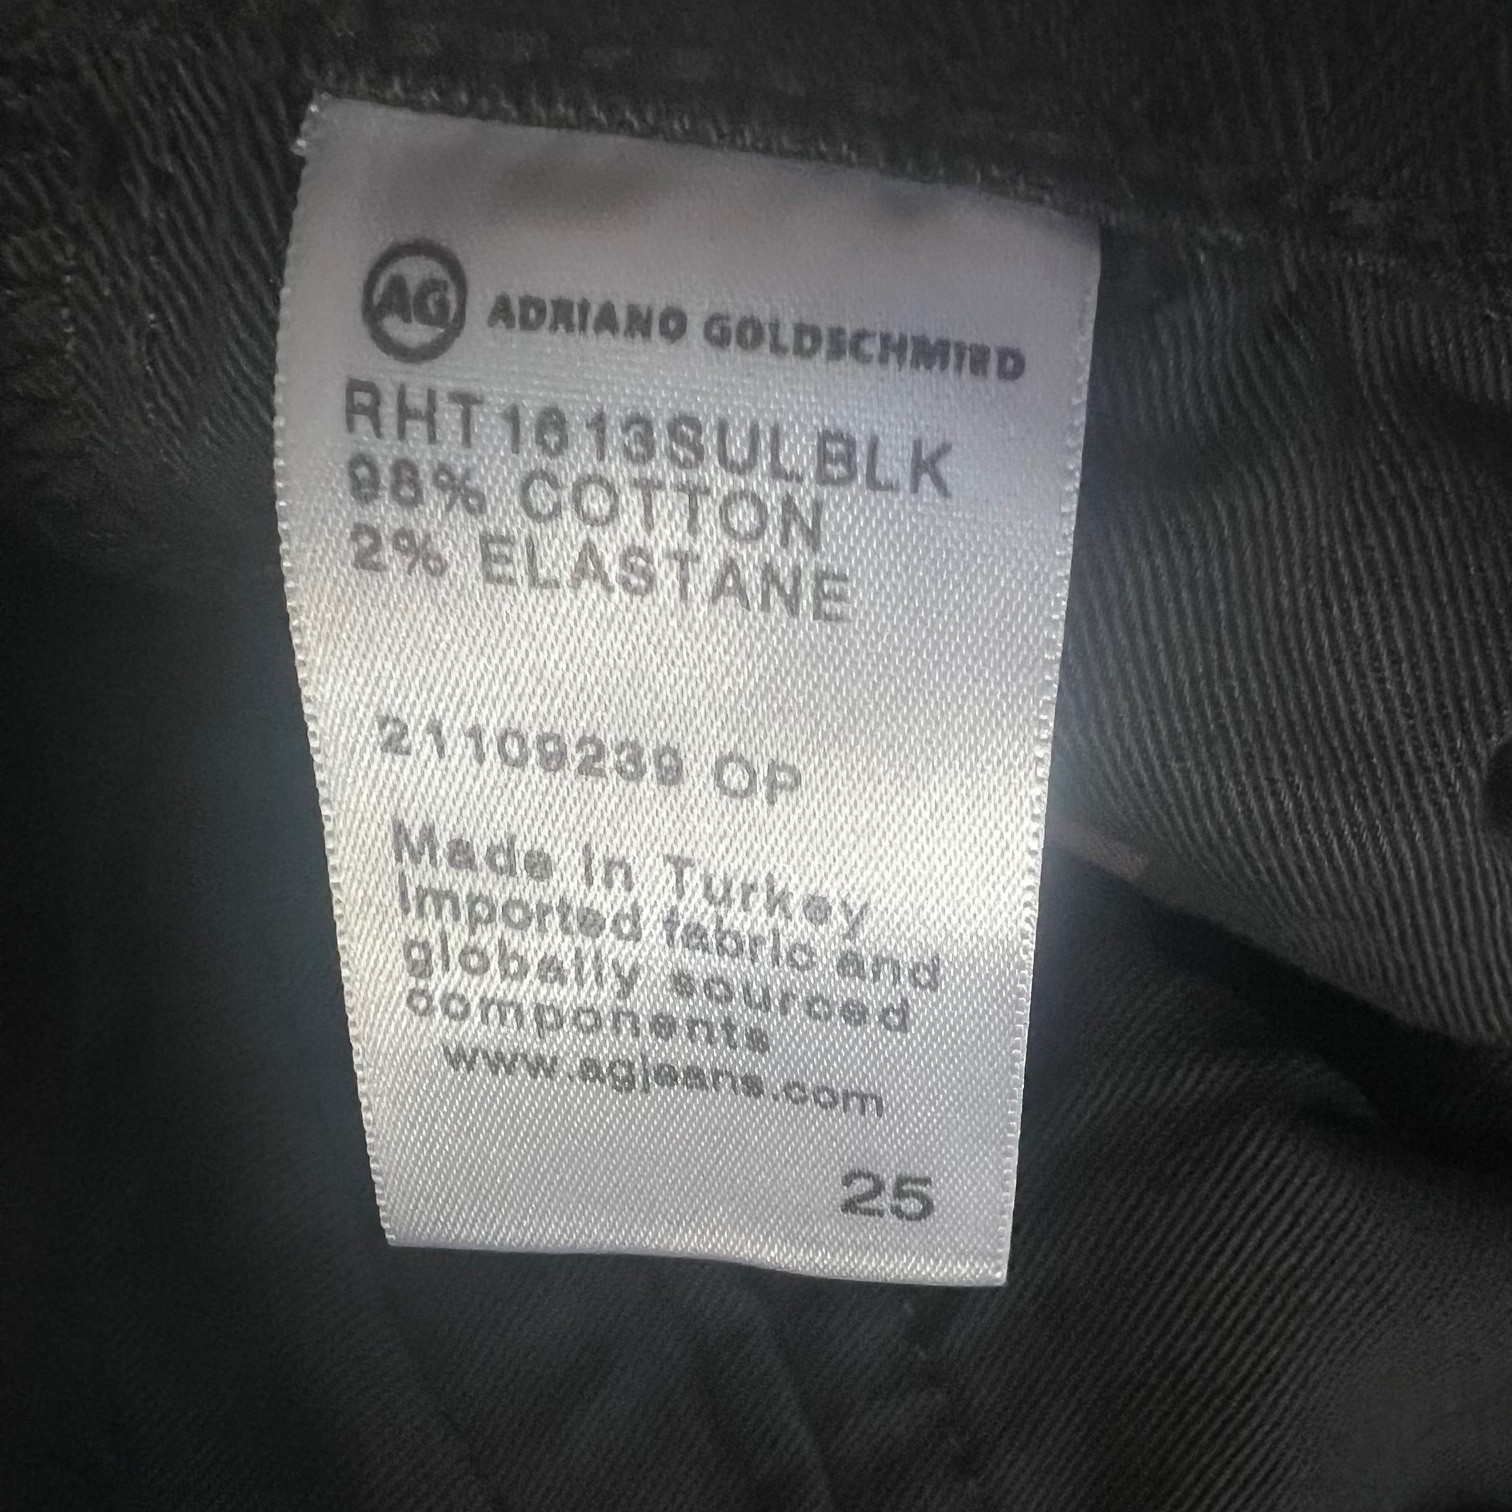 AG ADRIANO GOLDSCHMIED
RHT1613SULBLK
98% COTTON
2% ELASTANE
21109239 OP
Made in Turkey
Imported fabric and
globally sourced
components
www.agjeans.com
25